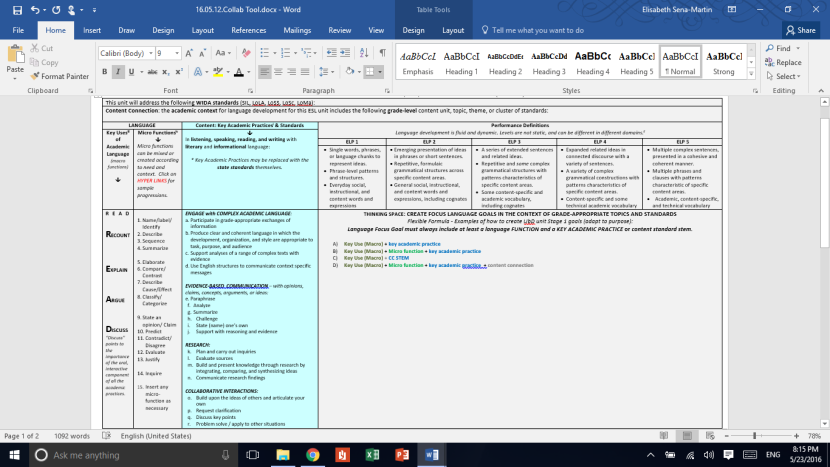 16.05.12.Collab Tool.docx - Word
Table Tools
Elisabeth Sena-Martin
File Home Insert Draw Design Layout References Mailings Review View Design Layout Tell me what you want to do Share
Paste
Cut
Copy
Format Painter
Calibri (Body) 9
AaBbCcI AaBbCcI AaBbCcDdEe AaBbCcDd AaBbCc AaBbCcI AaBbCcI AaBbCcI
Emphasis Heading 1 Heading 2 Heading 3 Heading 4 Heading 5 ¶ Normal Strong
Find
Replace
Select
Clipboard Font Paragraph Styles Editing
This unit will address the following WIDA standards (SIL, LoLA, LoSS, LoSC, LoMa):
Content Connection: the academic context for language development for this ESL unit includes the following grade-level content unit, topic, theme, or cluster of standards:
LANGUAGE
Key Uses
of
Academic
Language
(macro
functions)
Micro Functions
Micro functions
can be mixed or
created according
to need and
context. Click on
HYPER LINKS for
sample
progressions.
Content: Key Academic Practices & Standards
In listening, speaking, reading, and writing with
literary and informational language:
* Key Academic Practices may be replaced with the
state standards themselves.
Performance Definitions
Language development is fluid and dynamic. Levels are not static, and can be different in different domains.
ELP 1
• Single words, phrases,
or language chunks to
represent ideas.
• Phrase-level patterns
and structures.
• Everyday social,
instructional, and
content words and
expressions
ELP 2
• Emerging presentation of ideas
in phrases or short sentences.
• Repetitive, formulaic
grammatical structures across
specific content areas.
• General social, instructional,
and content words and
expressions, including cognates
ELP 3
• A series of extended sentences
and related ideas.
• Repetitive and some complex
grammatical structures with
patterns characteristics of
specific content areas.
• Some content-specific and
academic vocabulary,
including cognates
ELP 4
• Expanded related ideas in
connected discourse with a
variety of sentences.
• A variety of complex
grammatical constructions with
patterns characteristics of
specific content areas.
• Content-specific and some
technical academic vocabulary
ELP 5
• Multiple complex sentences,
presented in a cohesive and
coherent manner.
• Multiple phrases and
clauses with patterns
characteristic of specific
content areas.
• Academic, content-specific,
and technical vocabulary
R E A D
RECOUNT
EXPLAIN
ARGUE
DISCUSS
"Discuss"
points to
the
importance
of the oral,
interactive
component
of all the
academic
practices.
1. Name/label/
identify
2. Describe
3. Sequence
4. Summarize
5. Elaborate
6. Compare/
Contrast
7. Describe
Cause/Effect
8. Classify/
Categorize
9. State an
opinion/ Claim
10. Predict
11. Contradict/
Disagree
12. Evaluate
13. Justify
14. Inquire
15. Insert any
micro-
function as
necessary
ENGAGE with COMPLEX ACADEMIC LANGUAGE:
a. Participate in grade-appropriate exchanges of
information
b. Produce clear and coherent language in which the
development, organization, and style are appropriate to
task, purpose, and audience
c. Support analyses of a range of complex texts with
evidence
d. Use English structures to communicate context specific
messages
EVIDENCE-BASED COMMUNICATION - with opinions,
claims, concepts, arguments, or ideas:
e. Paraphrase
f. Analyze
g. Summarize
h. Challenge
i. State (name) one's own
j. Support with reasoning and evidence
RESEARCH:
k. Plan and carry out inquiries
l. Evaluate sources
m. Build and present knowledge through research by
integrating, comparing, and synthesizing ideas
n. Communicate research findings
COLLABORATIVE INTERACTIONS:
o. Build upon the ideas of others and articulate your
own
p. Request clarification
q. Discuss key points
r. Problem solve / apply to other situations
THINKING SPACE: CREATE FOCUS LANGUAGE GOALS IN THE CONTEXT OF GRADE-APPROPRIATE TOPICS AND STANDARDS
Flexible Formula - Examples of how to create UbD unit Stage 1 goals (adapt to purpose):
Language Focus Goal must always include at least a language FUNCTION and a KEY ACADEMIC PRACTICE or content standard stem.
A) Key Use (Macro) + key academic practice
B) Key Use (Macro) + Micro function + key academic practice
C) Key Use (Macro) + CC STEM
D) Key Use (Macro) + Micro function + key academic practice + content connection
Page 1 of 2 1092 words English (United States) 78%
Ask me anything
ENG
8:15 PM
5/23/2016